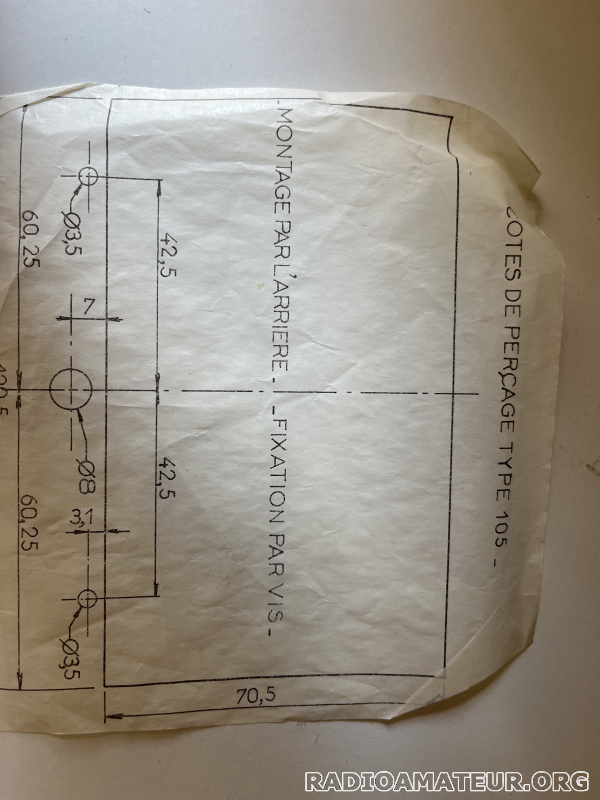 COTES DE PERÇAGE TYPE 105 -
-MONTAGE PAR L'ARRIERE. -FIXATION PAR VIS-
70,5
42,5
42,5
Ø3,5
7
Ø8
3,1
Ø3,5
60,25
60,25
RADIOAMATEUR.ORG